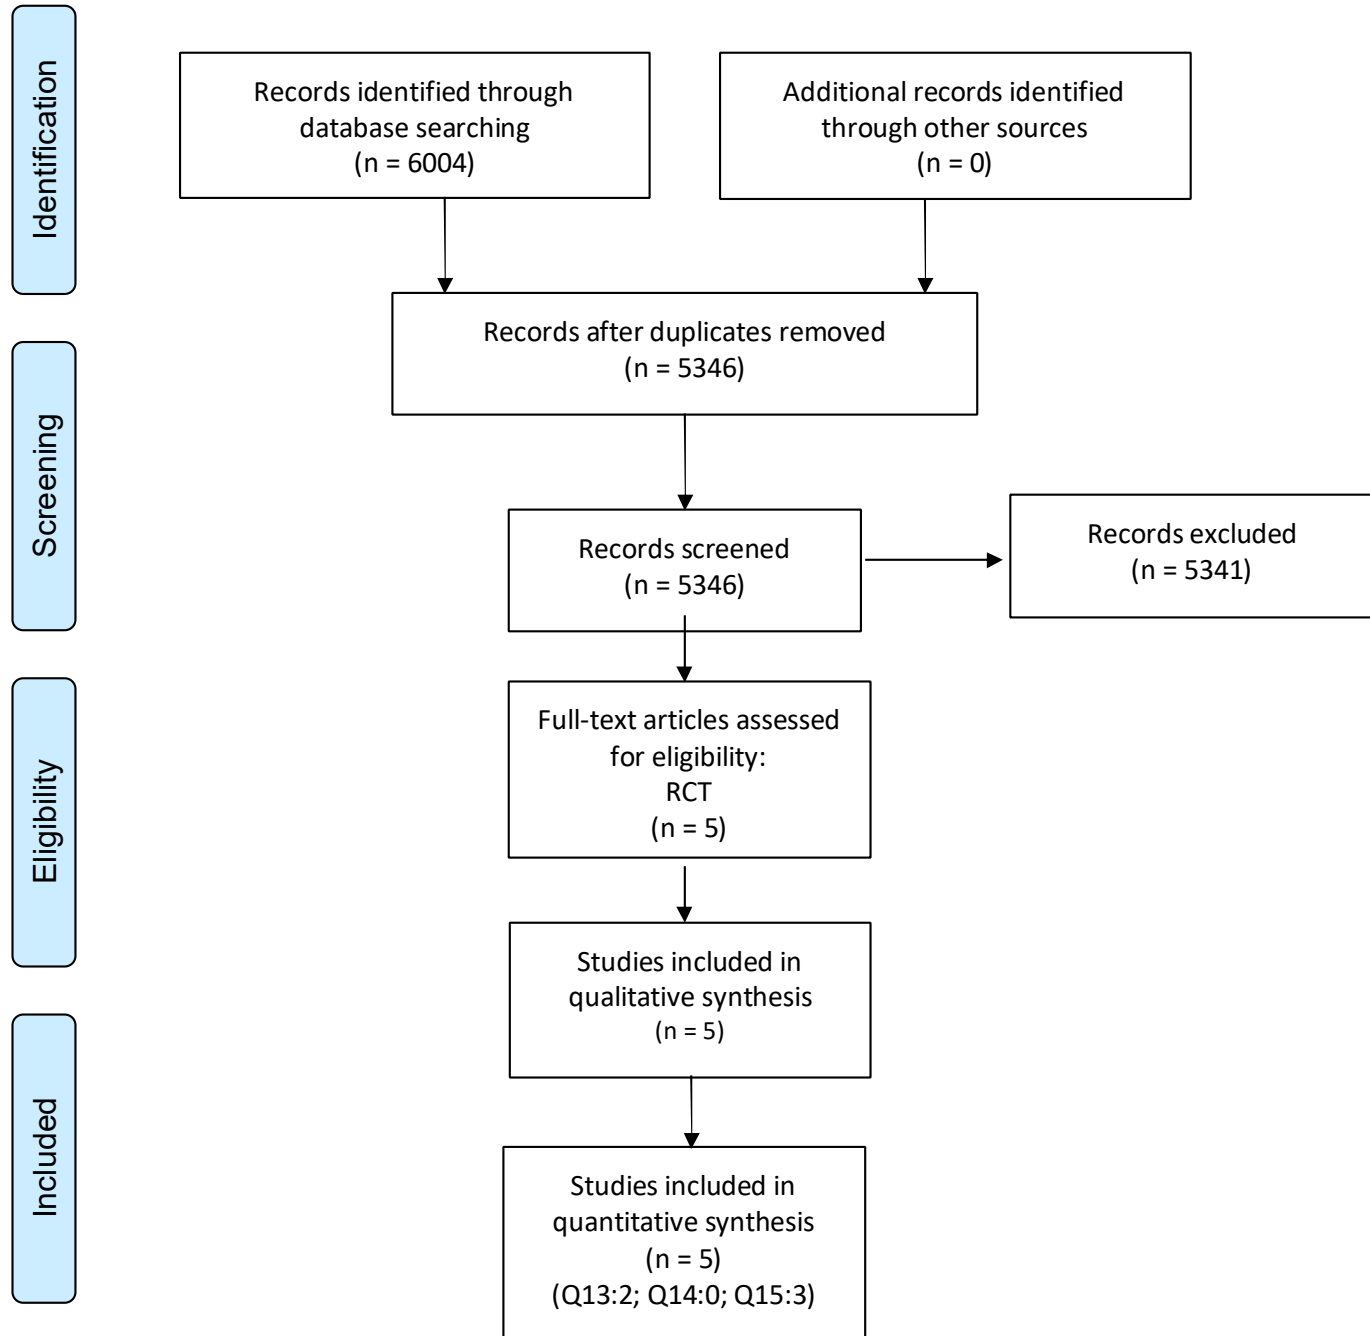 Identification
Records identified through
database searching
(n = 6004)
Additional records identified
through other sources
(n = 0)
Records after duplicates removed
(n = 5346)
Screening
Records screened
(n = 5346)
Records excluded
(n = 5341)
Eligibility
Full-text articles assessed
for eligibility:
RCT
(n = 5)
Studies included in
qualitative synthesis
(n = 5)
Included
Studies included in
quantitative synthesis
(n = 5)
(Q13:2; Q14:0; Q15:3)